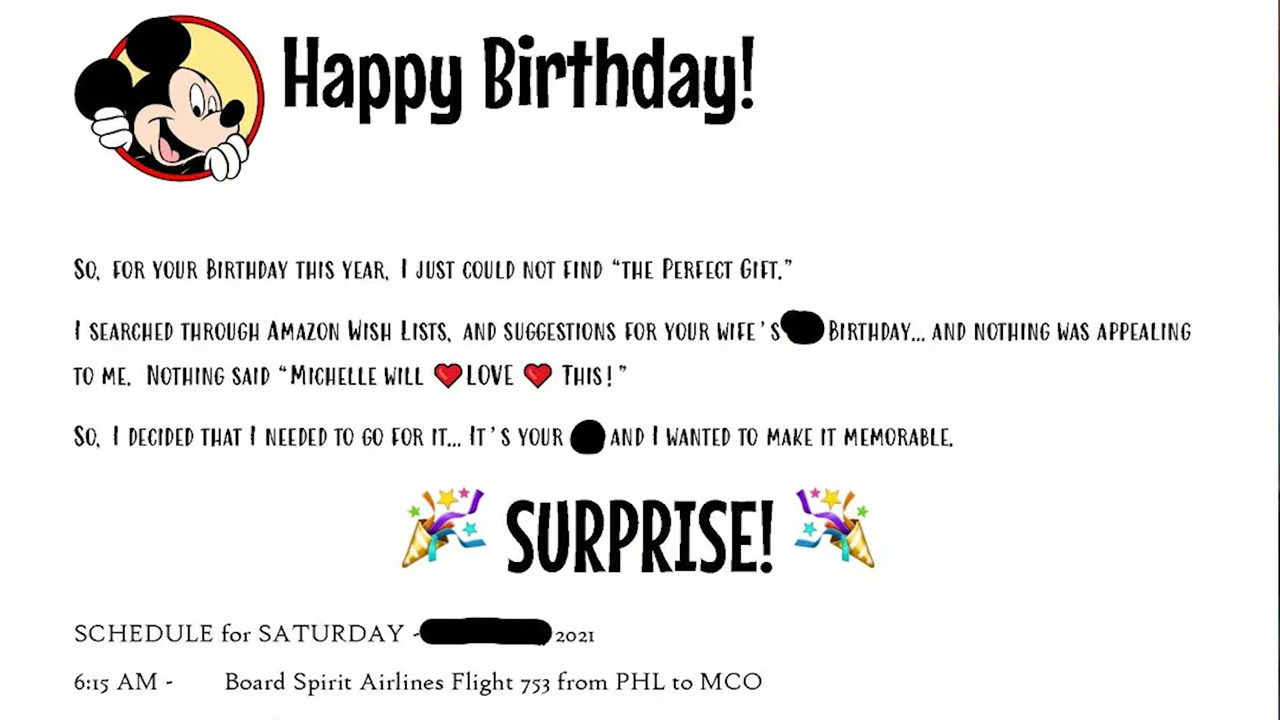 Happy Birthday!
So, for your Birthday this year, I just could not find “the Perfect Gift.”
I searched through Amazon Wish Lists, and suggestions for your wife’s Birthday... and nothing was appealing
to me. Nothing said “Michelle will ❤️LOVE ❤️ This!”
So, I decided that I needed to go for it... It’s your and I wanted to make it memorable.
SURPRISE!
SCHEDULE for SATURDAY - 2021
6:15 AM - Board Spirit Airlines Flight 753 from PHL to MCO